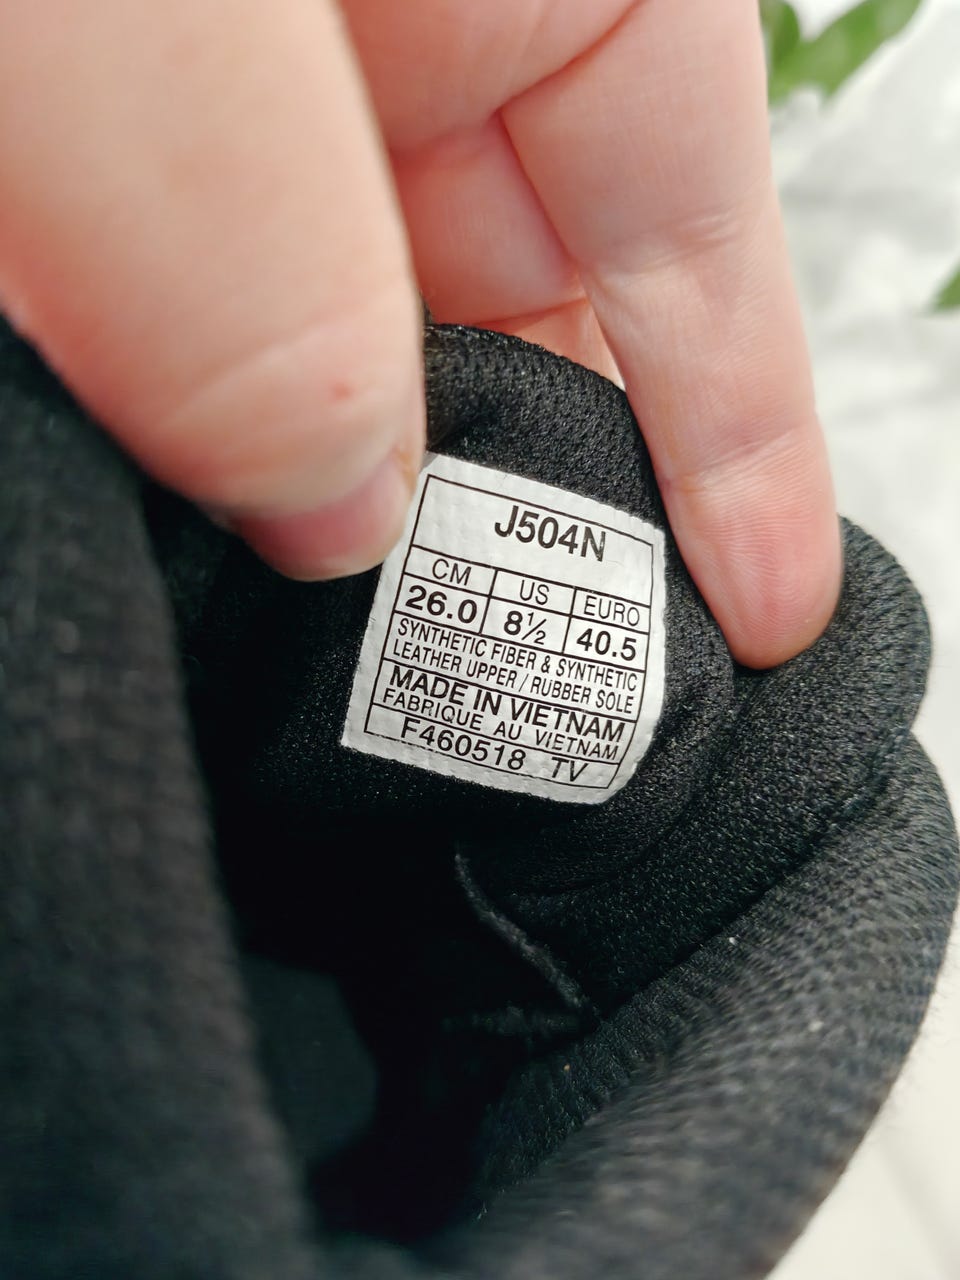 J504N
CM US EURO
26.0 8½ 40.5
SYNTHETIC FIBER & SYNTHETIC
LEATHER UPPER / RUBBER SOLE
MADE IN VIETNAM
FABRIQUE AU VIETNAM
F460518 TV